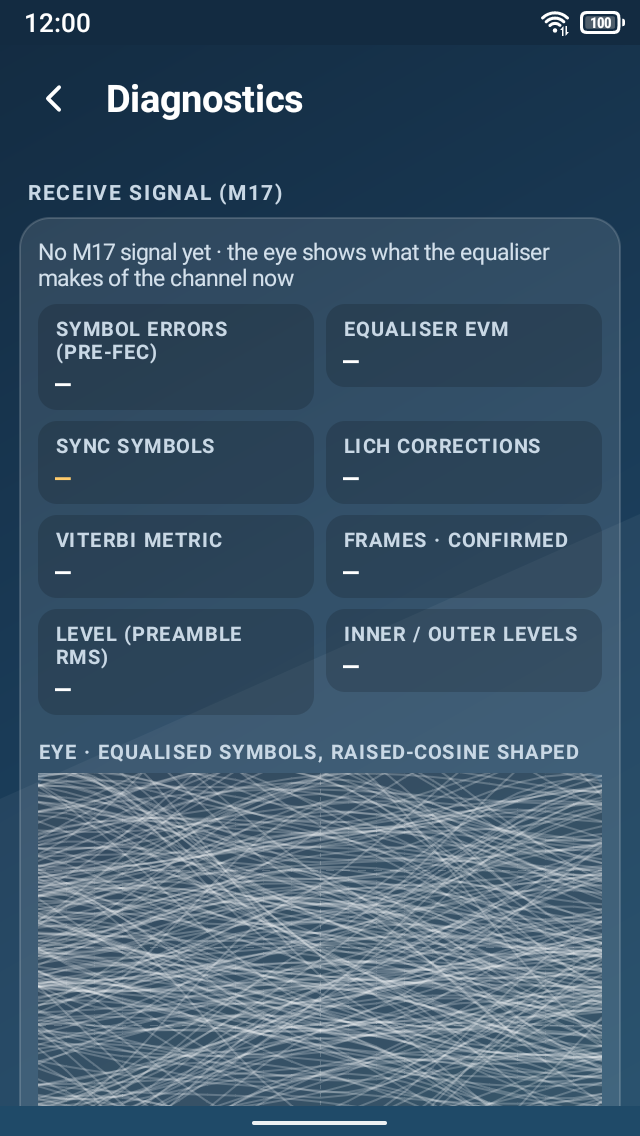 12:00
100
Diagnostics
RECEIVE SIGNAL (M17)
No M17 signal yet · the eye shows what the equaliser
makes of the channel now
SYMBOL ERRORS
(PRE-FEC)
–
EQUALISER EVM
–
SYNC SYMBOLS
–
LICH CORRECTIONS
–
VITERBI METRIC
–
FRAMES · CONFIRMED
–
LEVEL (PREAMBLE
RMS)
–
INNER / OUTER LEVELS
–
EYE · EQUALISED SYMBOLS, RAISED-COSINE SHAPED